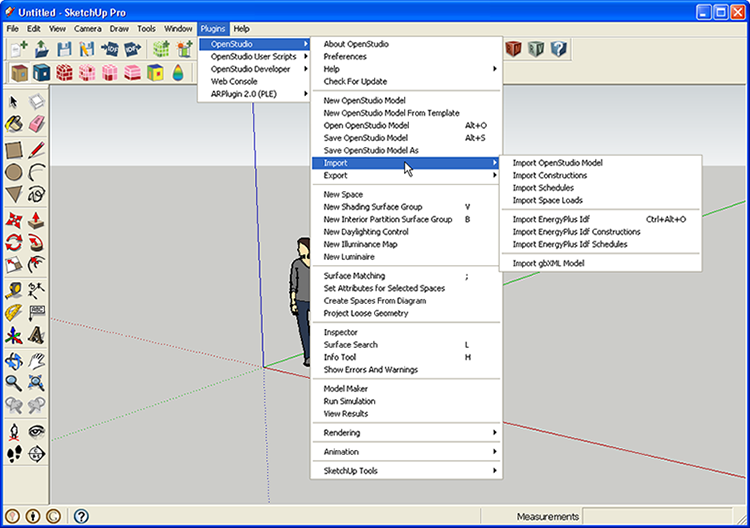 Untitled - SketchUp Pro
File Edit View Camera Draw Tools Window Plugins Help
OpenStudio
OpenStudio User Scripts
OpenStudio Developer
Web Console
ARPlugin 2.0 (PLE)
About OpenStudio
Preferences
Help
Check For Update
New OpenStudio Model
New OpenStudio Model From Template
Open OpenStudio Model Alt+O
Save OpenStudio Model Alt+S
Save OpenStudio Model As
Import
Export
New Space
New Shading Surface Group V
New Interior Partition Surface Group B
New Daylighting Control
New Illuminance Map
New Luminaire
Surface Matching ;
Set Attributes for Selected Spaces
Create Spaces From Diagram
Project Loose Geometry
Inspector
Surface Search L
Info Tool H
Show Errors And Warnings
Model Maker
Run Simulation
View Results
Rendering
Animation
SketchUp Tools
Import OpenStudio Model
Import Constructions
Import Schedules
Import Space Loads
Import EnergyPlus Idf Ctrl+Alt+O
Import EnergyPlus Idf Constructions
Import EnergyPlus Idf Schedules
Import gbXML Model
Measurements